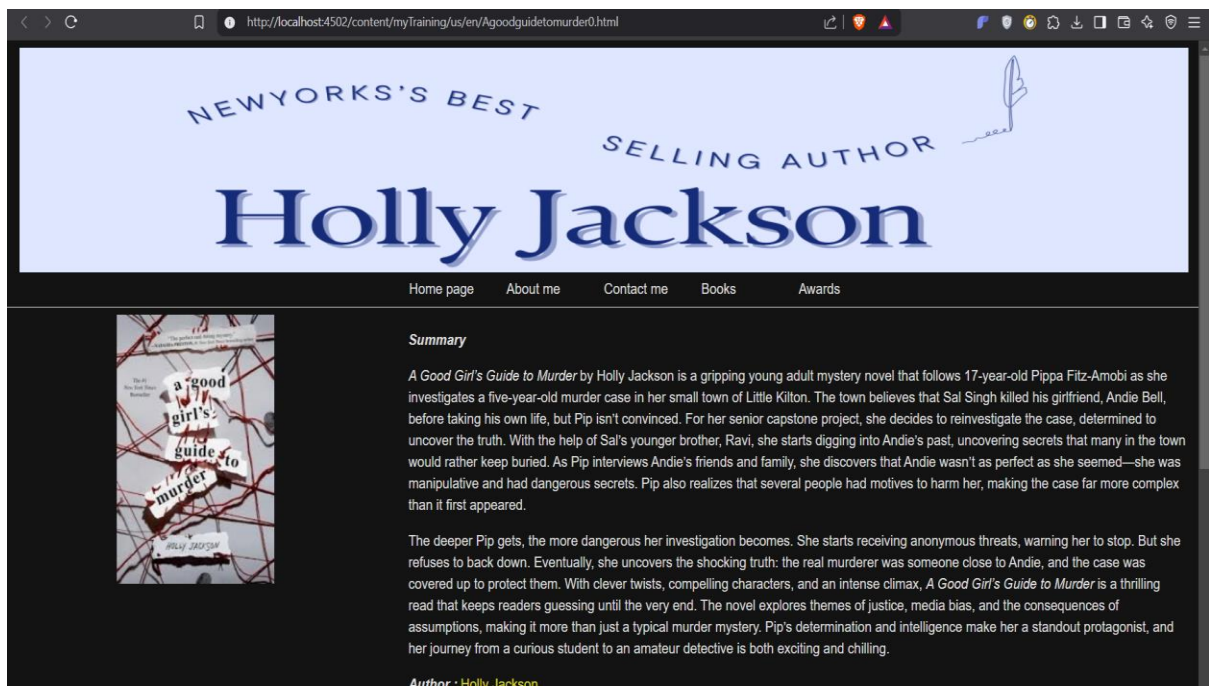 http://localhost:4502/content/myTraining/us/en/Agoodguidetomurder0.html
NEWYORKS'S BEST
SELLING AUTHOR
Holly Jackson
Home page About me Contact me Books Awards
The #1
New York Times
Bestseller
a good
girl's
guide to
murder
HOLLY JACKSON
Summary
A Good Girl's Guide to Murder by Holly Jackson is a gripping young adult mystery novel that follows 17-year-old Pippa Fitz-Amobi as she
investigates a five-year-old murder case in her small town of Little Kilton. The town believes that Sal Singh killed his girlfriend, Andie Bell,
before taking his own life, but Pip isn't convinced. For her senior capstone project, she decides to reinvestigate the case, determined to
uncover the truth. With the help of Sal's younger brother, Ravi, she starts digging into Andie's past, uncovering secrets that many in the town
would rather keep buried. As Pip interviews Andie's friends and family, she discovers that Andie wasn't as perfect as she seemed—she was
manipulative and had dangerous secrets. Pip also realizes that several people had motives to harm her, making the case far more complex
than it first appeared.
The deeper Pip gets, the more dangerous her investigation becomes. She starts receiving anonymous threats, warning her to stop. But she
refuses to back down. Eventually, she uncovers the shocking truth: the real murderer was someone close to Andie, and the case was
covered up to protect them. With clever twists, compelling characters, and an intense climax, A Good Girl's Guide to Murder is a thrilling
read that keeps readers guessing until the very end. The novel explores themes of justice, media bias, and the consequences of
assumptions, making it more than just a typical murder mystery. Pip's determination and intelligence make her a standout protagonist, and
her journey from a curious student to an amateur detective is both exciting and chilling.
Author : Holly Jackson